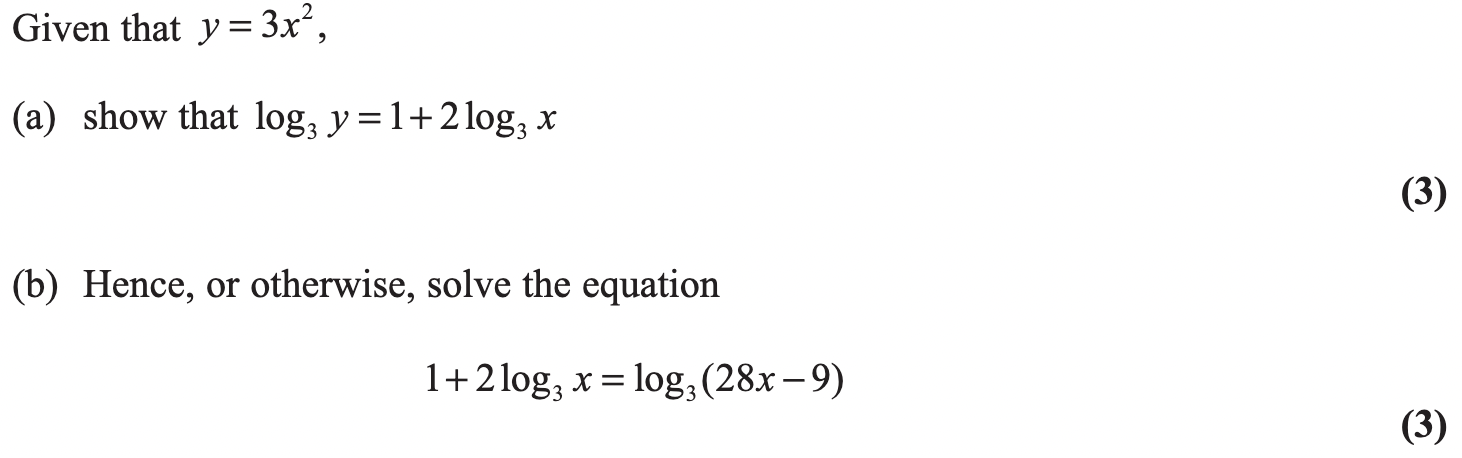 Given that y = 3x²,
(a) show that log₃ y = 1 + 2 log₃ x
(3)
(b) Hence, or otherwise, solve the equation
1 + 2 log₃ x = log₃ (28x − 9)
(3)